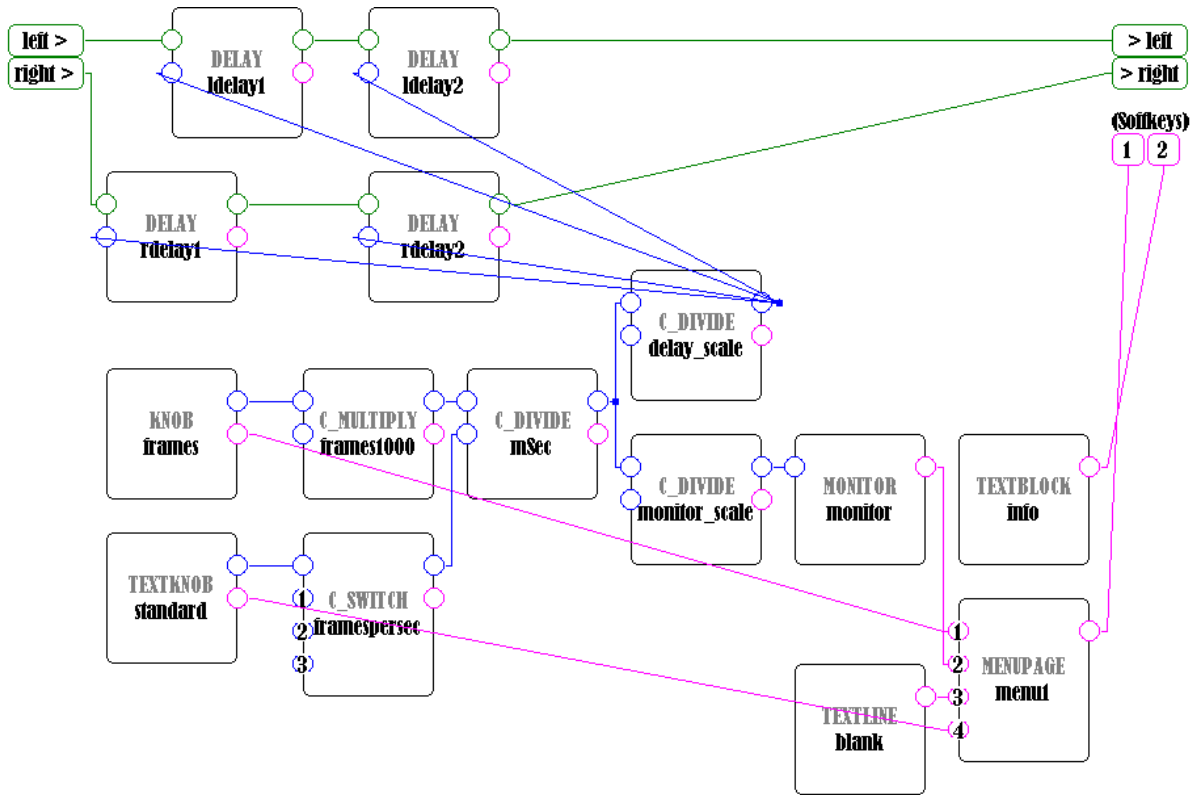 left >
right >
DELAY
ldelay1
DELAY
ldelay2
> left
> right
(Softkeys)
1 2
DELAY
rdelay1
DELAY
rdelay2
C_DIVIDE
delay_scale
KNOB
frames
C_MULTIPLY
frames1000
C_DIVIDE
mSec
C_DIVIDE
monitor_scale
MONITOR
monitor
TEXTBLOCK
info
TEXTKNOB
standard
C_SWITCH
framespersec
1
2
3
MENUPAGE
menu1
1
2
3
4
TEXTLINE
blank